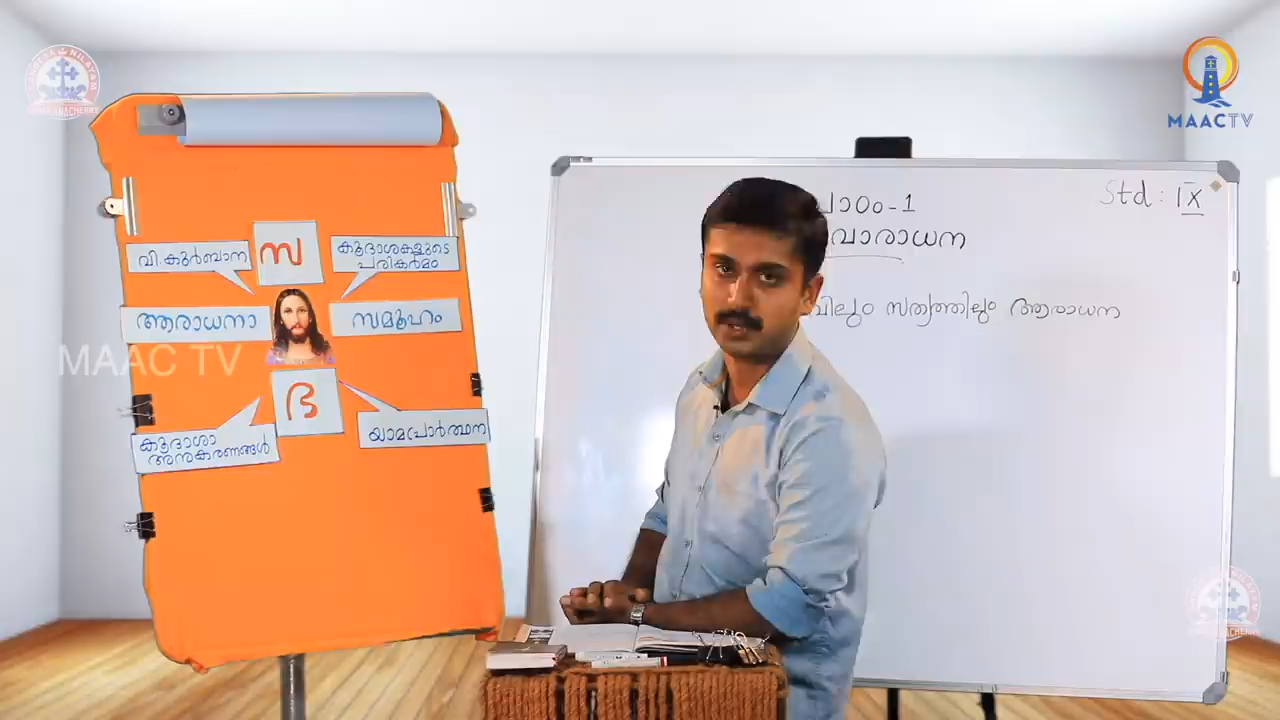 MAACTV
Std : IX
പാഠം-1
വാരാധന
വിലും സത്യത്തിലും ആരാധന
സ
വി.കുർബാന
കൂദാശകളുടെ
പരികർമം
ആരാധനാ
സമൂഹം
MAAC TV
ഭ
കൂദാശാ
അനുകരണങ്ങൾ
യാമപ്രാർത്ഥന